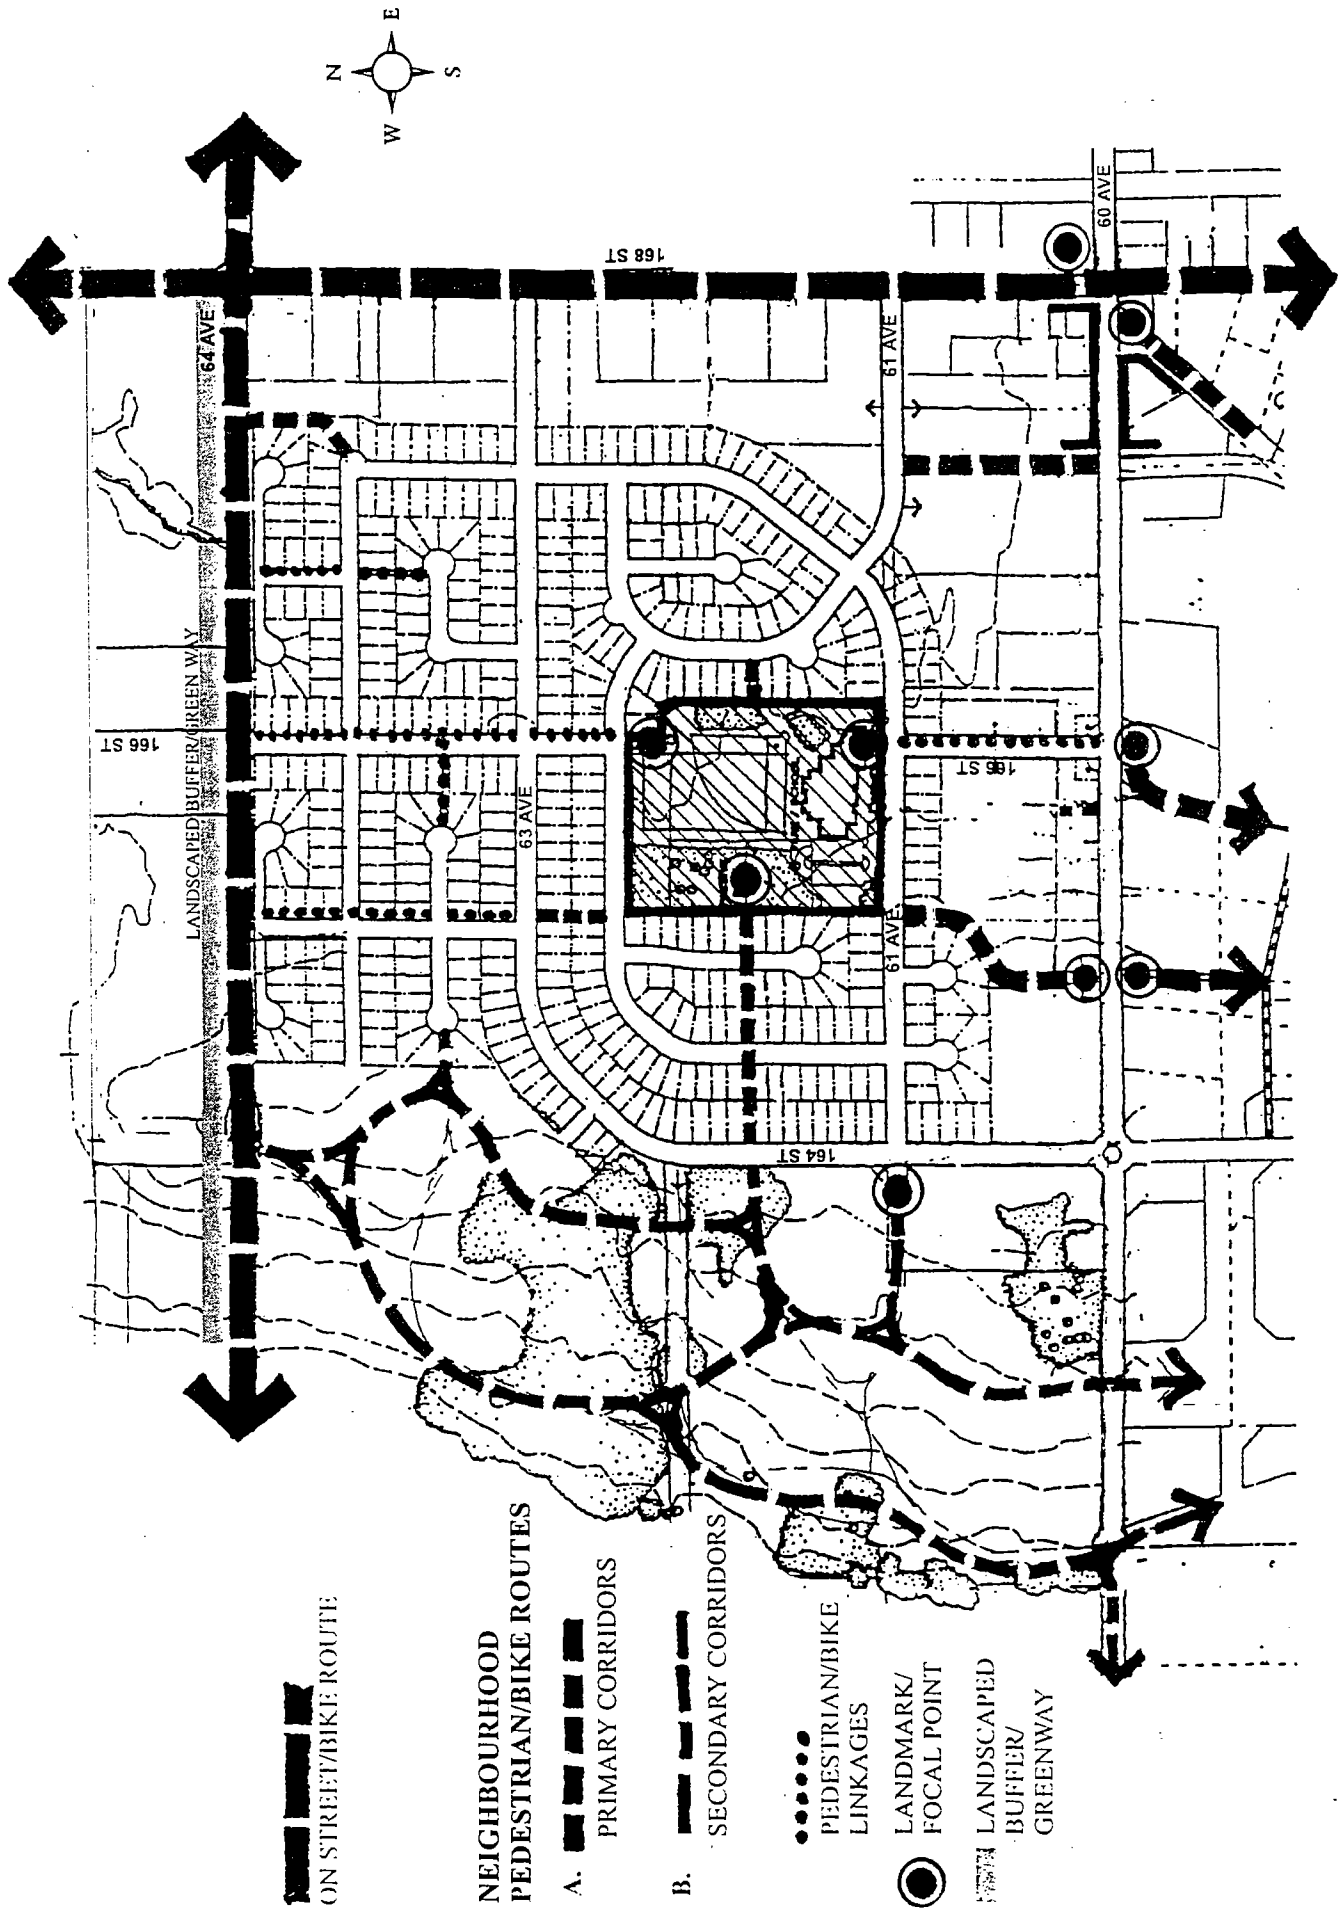 N
E
W
S
64 AVE
168 ST
LANDSCAPED BUFFER/GREEN WAY
166 ST
63 AVE
61 AVE
60 AVE
166 ST
61 AVE
164 ST
ON STREET/BIKE ROUTE
NEIGHBOURHOOD
PEDESTRIAN/BIKE ROUTES
A.
PRIMARY CORRIDORS
B.
SECONDARY CORRIDORS
PEDESTRIAN/BIKE
LINKAGES
LANDMARK/
FOCAL POINT
LANDSCAPED
BUFFER/
GREENWAY